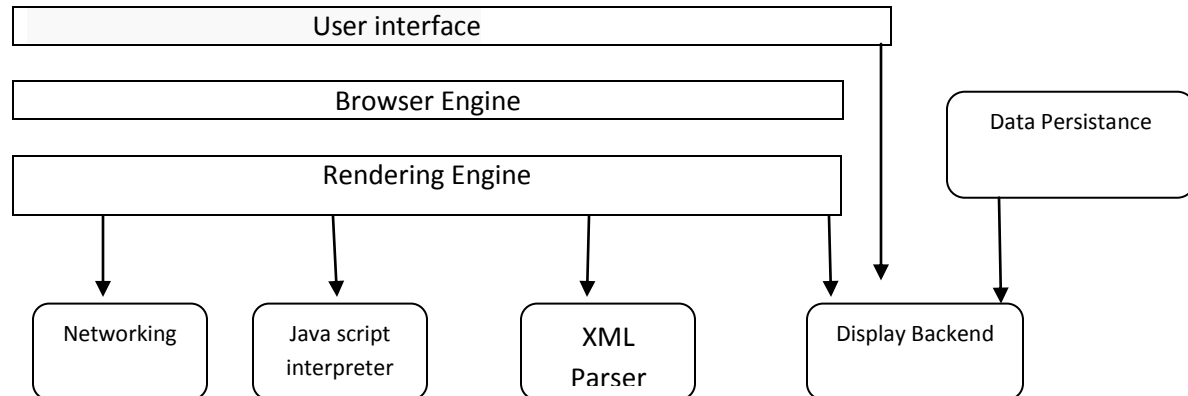 User interface
Browser Engine
Data Persistance
Rendering Engine
Networking
Java script
interpreter
XML
Parser
Display Backend